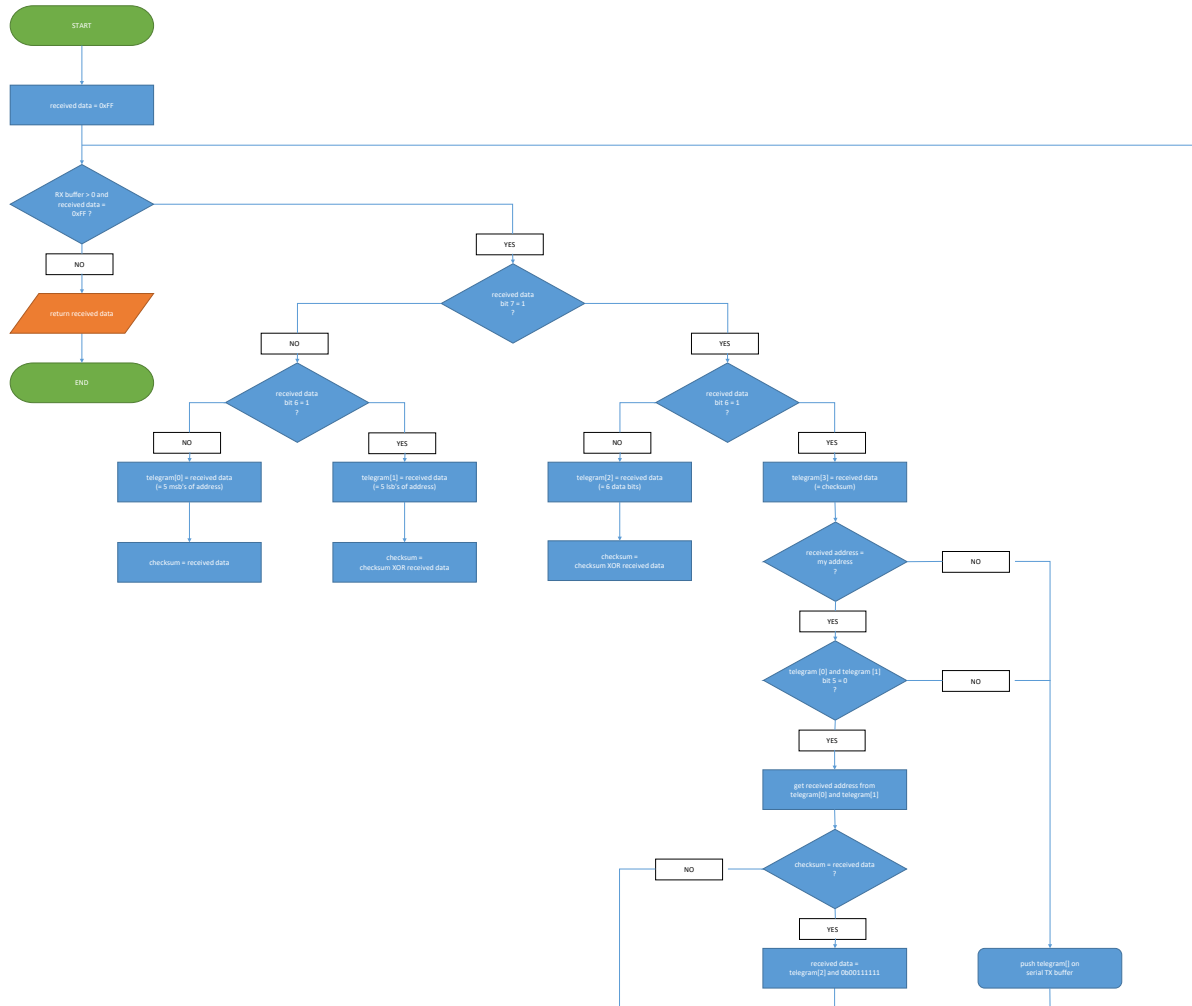 START
received data = 0xFF
RX buffer > 0 and
received data =
0xFF ?
NO
return received data
END
YES
received data
bit 7 = 1
?
NO
YES
received data
bit 6 = 1
?
received data
bit 6 = 1
?
NO
YES
NO
YES
telegram[0] = received data
(= 5 msb's of address)
telegram[1] = received data
(= 5 lsb's of address)
telegram[2] = received data
(= 6 data bits)
telegram[3] = received data
(= checksum)
checksum = received data
checksum =
checksum XOR received data
checksum =
checksum XOR received data
received address =
my address
?
NO
YES
telegram [0] and telegram [1]
bit 5 = 0
?
NO
YES
get received address from
telegram[0] and telegram[1]
checksum = received data
?
NO
YES
received data =
telegram[2] and 0b00111111
push telegram[] on
serial TX buffer